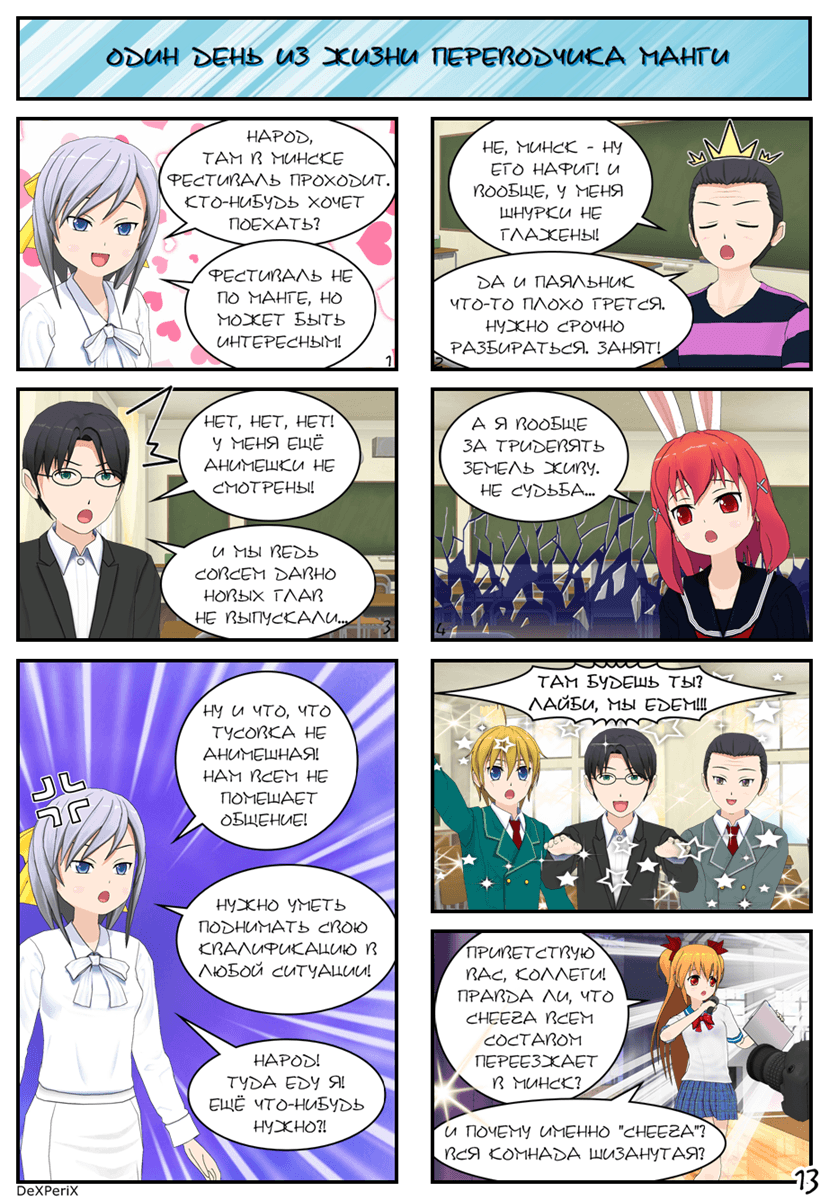 ОДИН ДЕНЬ ИЗ ЖИЗНИ ПЕРЕВОДЧИКА МАНГИ
НАРОД,
ТАМ В МИНСКЕ
ФЕСТИВАЛЬ ПРОХОДИТ.
КТО-НИБУДЬ ХОЧЕТ
ПОЕХАТЬ?
ФЕСТИВАЛЬ НЕ
ПО МАНГЕ, НО
МОЖЕТ БЫТЬ
ИНТЕРЕСНЫМ!
1
НЕ, МИНСК - НУ
ЕГО НАФИГ! И
ВООБЩЕ, У МЕНЯ
ШНУРКИ НЕ
ГЛАЖЕНЫ!
ДА И ПАЯЛЬНИК
ЧТО-ТО ПЛОХО ГРЕТСЯ.
НУЖНО СРОЧНО
РАЗБИРАТЬСЯ. ЗАНЯТ!
2
НЕТ, НЕТ, НЕТ!
У МЕНЯ ЕЩЁ
АНИМЕШКИ НЕ
СМОТРЕНЫ!
И МЫ ВЕДЬ
СОВСЕМ ДАВНО
НОВЫХ ГЛАВ
НЕ ВЫПУСКАЛИ...
3
А Я ВООБЩЕ
ЗА ТРИДЕВЯТЬ
ЗЕМЕЛЬ ЖИВУ.
НЕ СУДЬБА...
4
НУ И ЧТО, ЧТО
ТУСОВКА НЕ
АНИМЕШНАЯ!
НАМ ВСЕМ НЕ
ПОМЕШАЕТ
ОБЩЕНИЕ!
НУЖНО УМЕТЬ
ПОДНИМАТЬ СВОЮ
КВАЛИФИКАЦИЮ В
ЛЮБОЙ СИТУАЦИИ!
НАРОД!
ТУДА ЕДУ Я!
ЕЩЁ ЧТО-НИБУДЬ
НУЖНО?!
ТАМ БУДЕШЬ ТЫ?
ЛАЙБИ, МЫ ЕДЕМ!!!
ПРИВЕТСТВУЮ
ВАС, КОЛЛЕГИ!
ПРАВДА ЛИ, ЧТО
CHEEZA ВСЕМ
СОСТАВОМ
ПЕРЕЕЗЖАЕТ
В МИНСК?
И ПОЧЕМУ ИМЕННО "CHEEZA"?
ВСЯ КОМНАДА ШИЗАНУТАЯ?
13
DeXPeriX